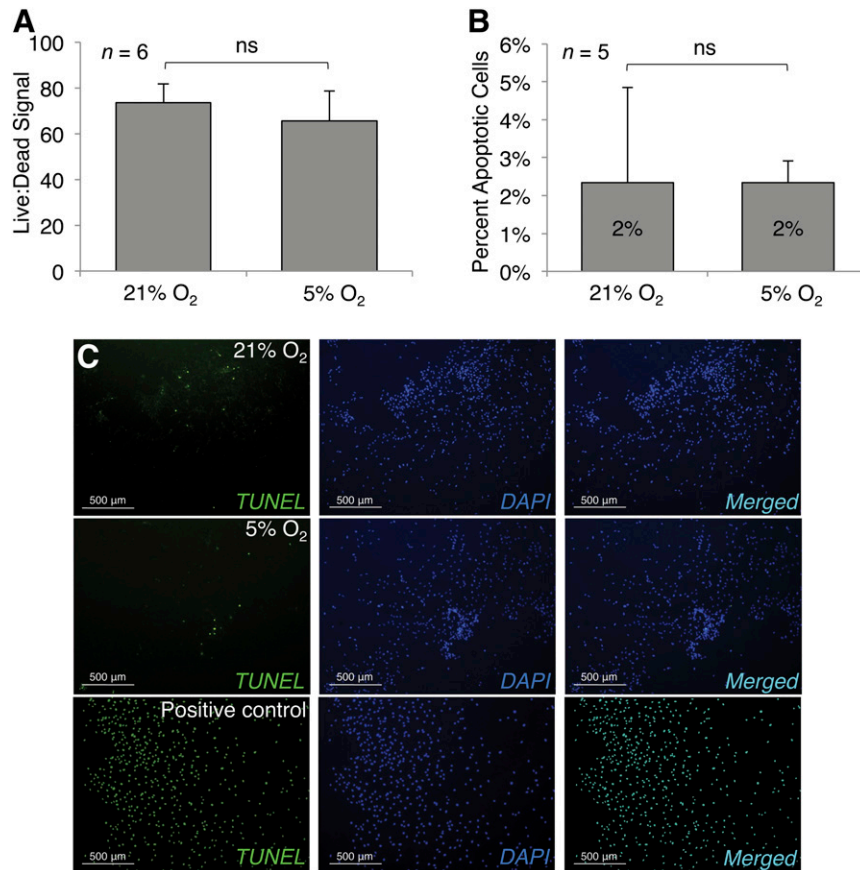 A
n = 6
ns
Live:Dead Signal
100
80
60
40
20
0
21% O₂
5% O₂
B
n = 5
ns
Percent Apoptotic Cells
6%
5%
4%
3%
2%
1%
0%
2%
2%
21% O₂
5% O₂
C
21% O₂
500 µm
TUNEL
500 µm
DAPI
500 µm
Merged
5% O₂
500 µm
TUNEL
500 µm
DAPI
500 µm
Merged
Positive control
500 µm
TUNEL
500 µm
DAPI
500 µm
Merged